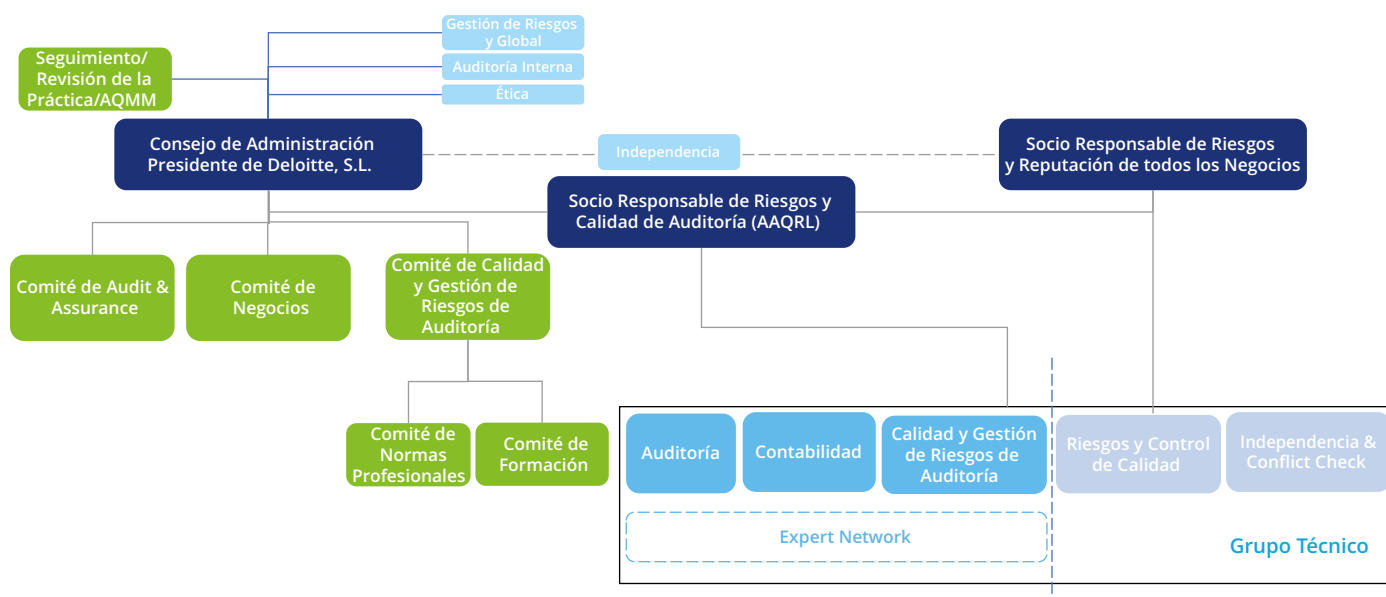 Gestión de Riesgos
y Global
Seguimiento/
Revisión de la
Práctica/AQMM
Auditoría Interna
Ética
Consejo de Administración
Presidente de Deloitte, S.L.
Independencia
Socio Responsable de Riesgos
y Reputación de todos los Negocios
Socio Responsable de Riesgos y
Calidad de Auditoría (AAQRL)
Comité de Audit &
Assurance
Comité de
Negocios
Comité de Calidad
y Gestión de
Riesgos de
Auditoría
Comité de
Normas
Profesionales
Comité de
Formación
Auditoría
Contabilidad
Calidad y Gestión
de Riesgos de
Auditoría
Riesgos y Control
de Calidad
Independencia &
Conflict Check
Expert Network
Grupo Técnico